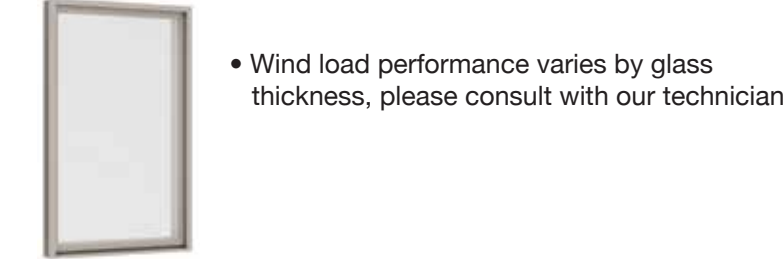 • Wind load performance varies by glass
thickness, please consult with our technician